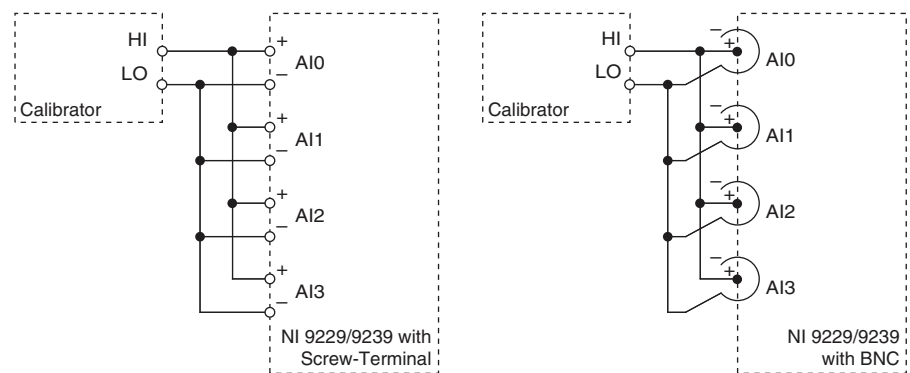 HI
LO
Calibrator
+
AI0
–
+
AI1
–
+
AI2
–
+
AI3
–
NI 9229/9239 with
Screw-Terminal
HI
LO
Calibrator
–
+
AI0
–
+
AI1
–
+
AI2
–
+
AI3
NI 9229/9239
with BNC